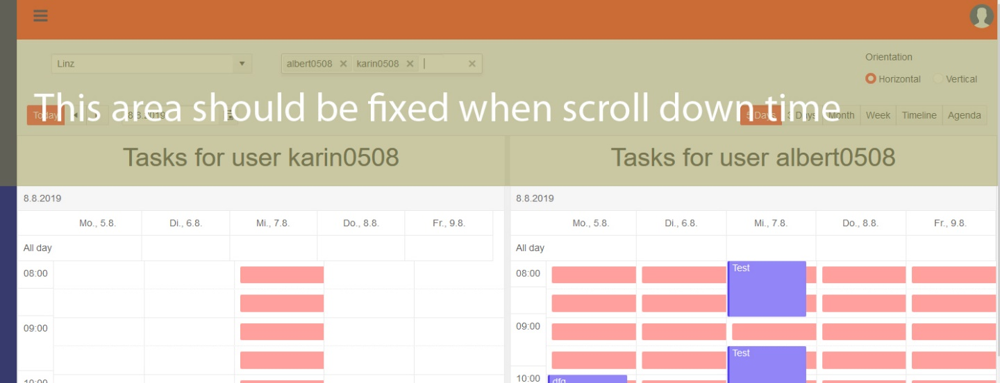 Linz
albert0508
karin0508
Orientation
Horizontal
Vertical
This area should be fixed when scroll down time
Today
8.8.2019
5 Days
3 Days
Month
Week
Timeline
Agenda
Tasks for user karin0508
Tasks for user albert0508
8.8.2019
8.8.2019
Mo., 5.8.
Di., 6.8.
Mi., 7.8.
Do., 8.8.
Fr., 9.8.
Mo., 5.8.
Di., 6.8.
Mi., 7.8.
Do., 8.8.
Fr., 9.8.
All day
All day
08:00
08:00
Test
09:00
09:00
Test
10:00
10:00
dfg